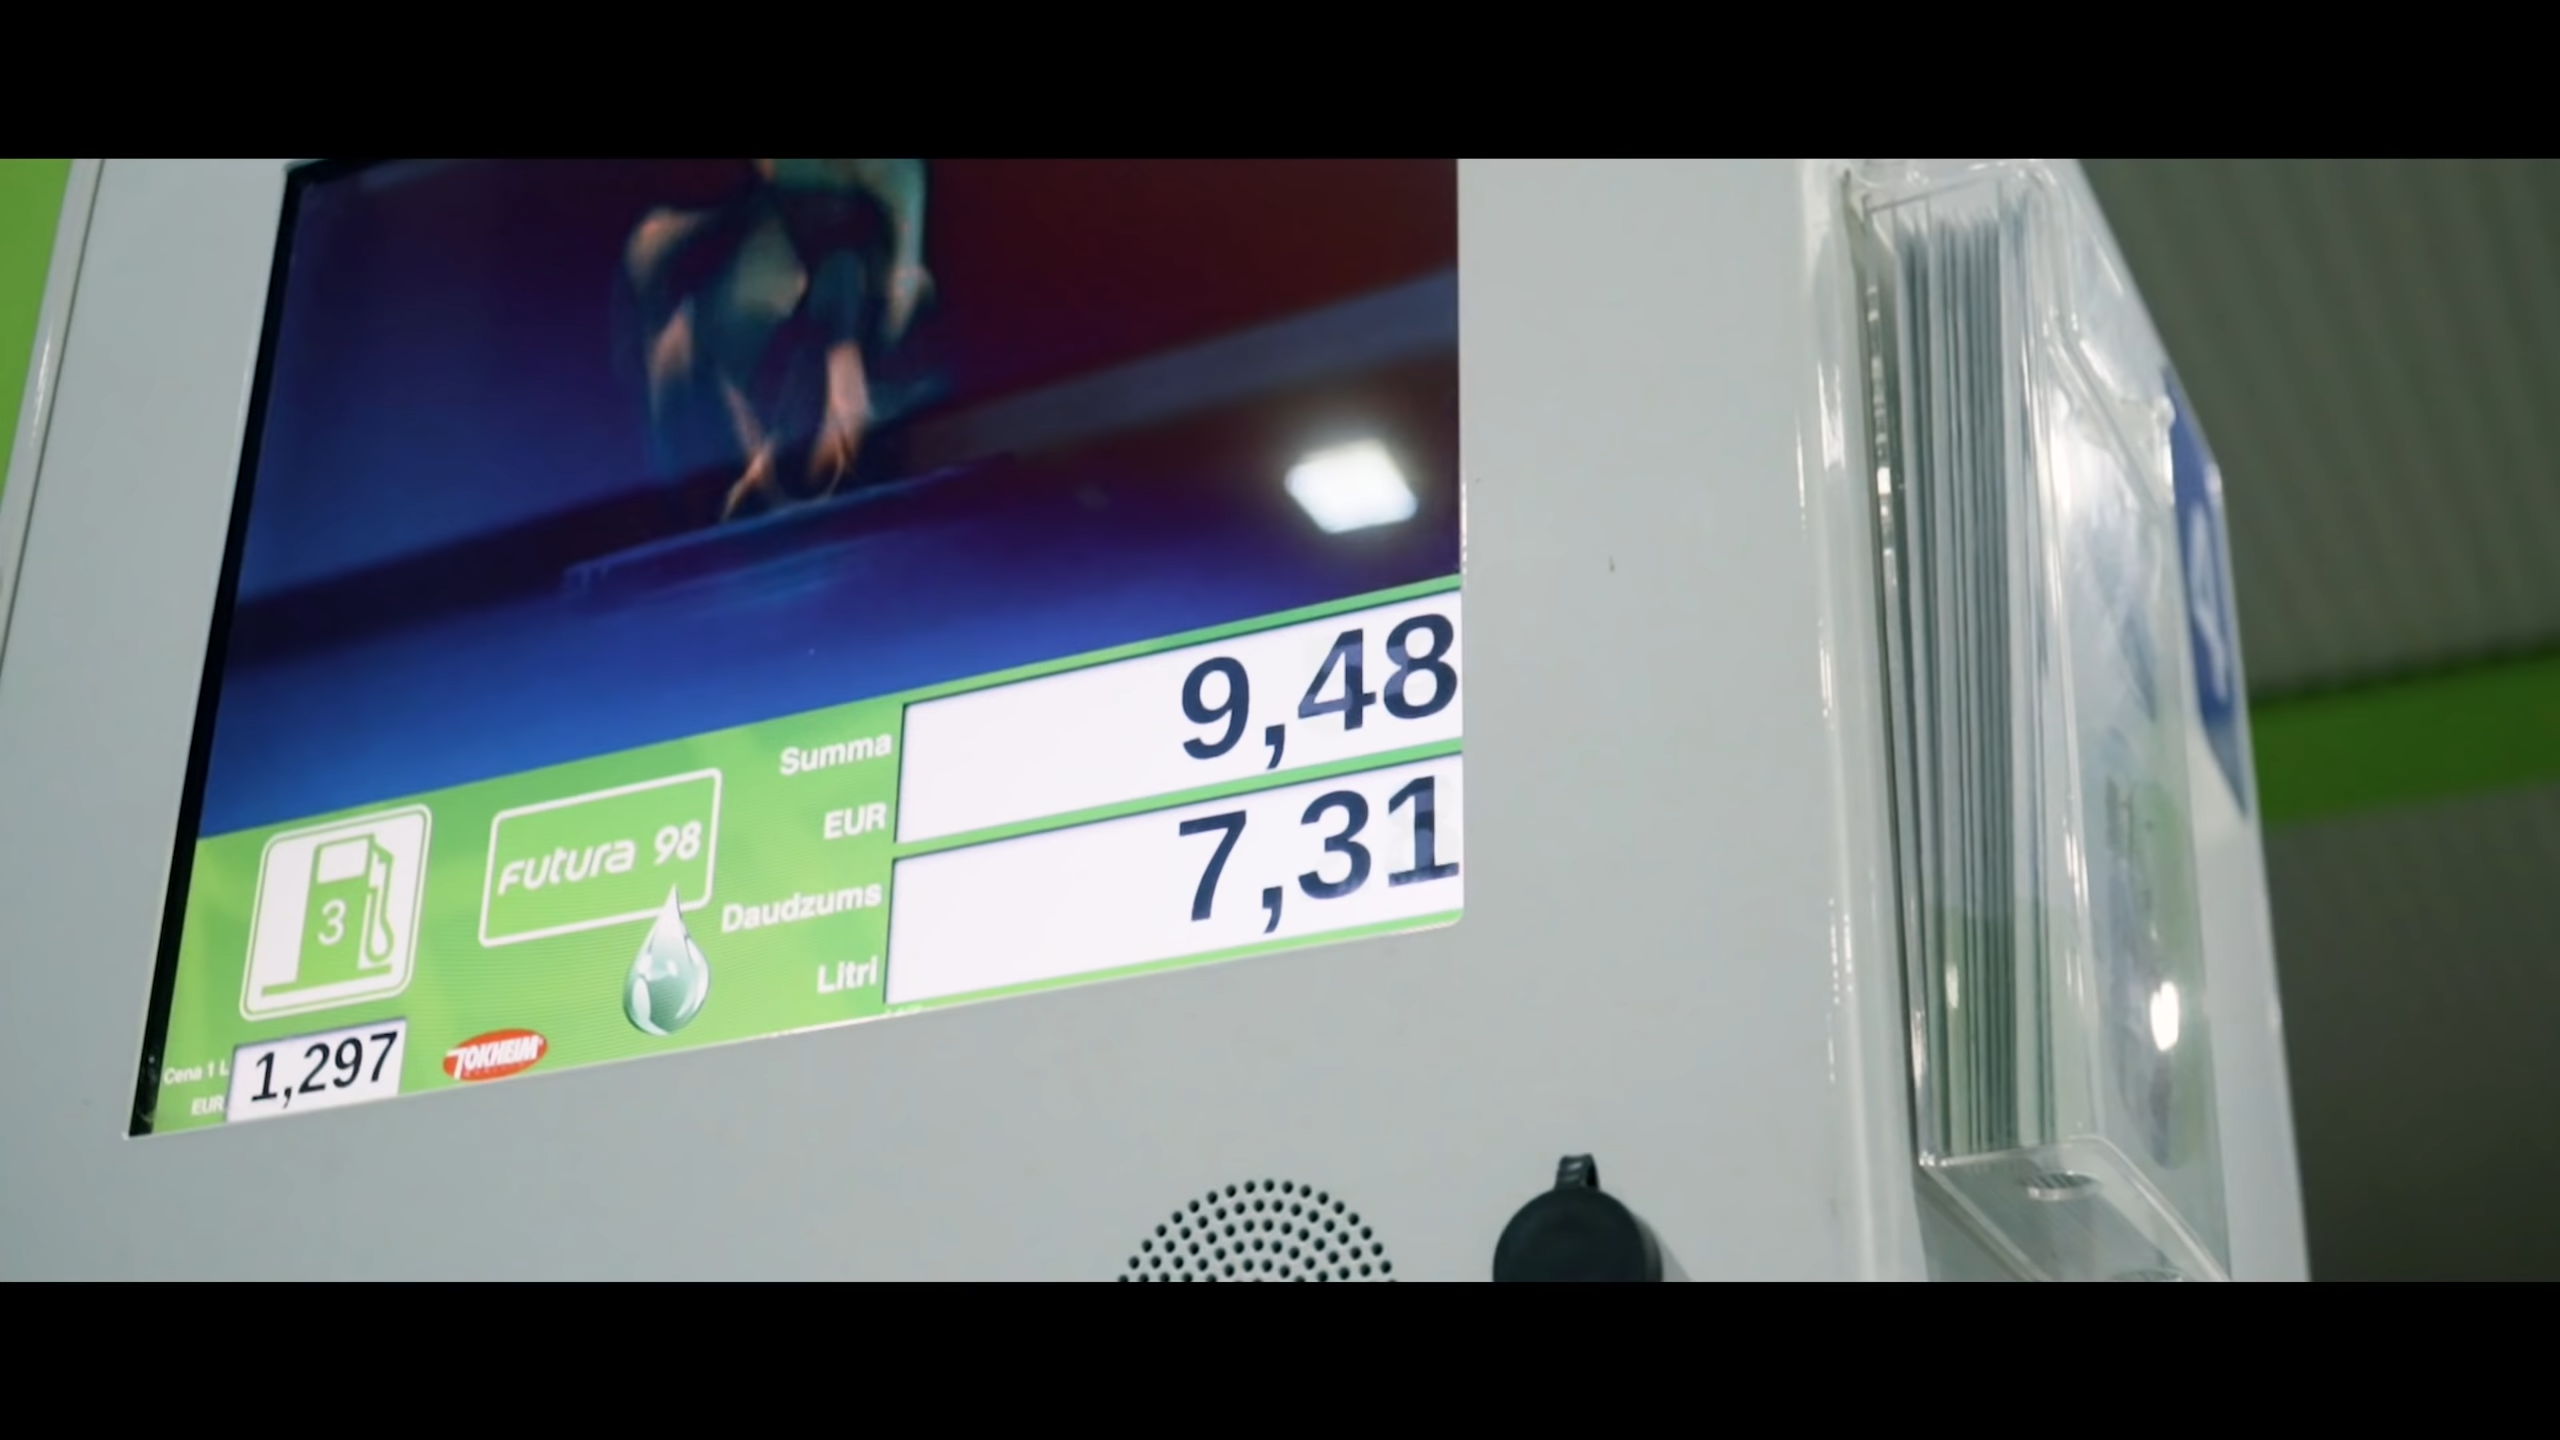 Summa
EUR
9,48
Daudzums
Litri
7,31
3
Futura 98
Cena 1 L
EUR
1,297
TOKHEIM